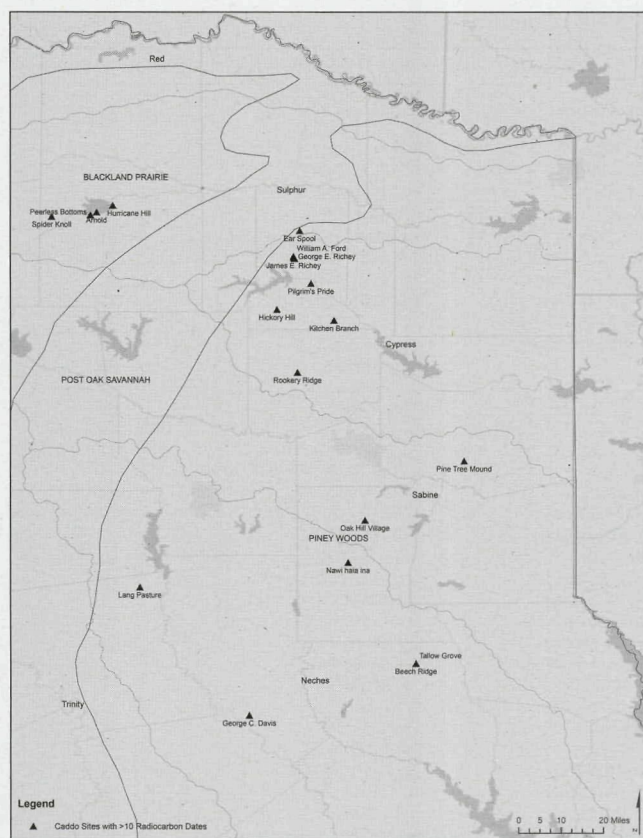 Red
BLACKLAND PRAIRIE
Sulphur
Hurricane Hill
Peerless Bottoms
Arnold
Spider Knoll
Ear Spool
William A. Ford
George E. Richey
James E. Richey
Pilgrim's Pride
Hickory Hill
Kitchen Branch
Cypress
Rookery Ridge
POST OAK SAVANNAH
Pine Tree Mound
Sabine
Oak Hill Village
PINEY WOODS
Nawi haia ina
Lang Pasture
Tallow Grove
Beech Ridge
Neches
Trinity
George C. Davis
Legend
Caddo Sites with >10 Radiocarbon Dates
0 5 10 20 Miles
N